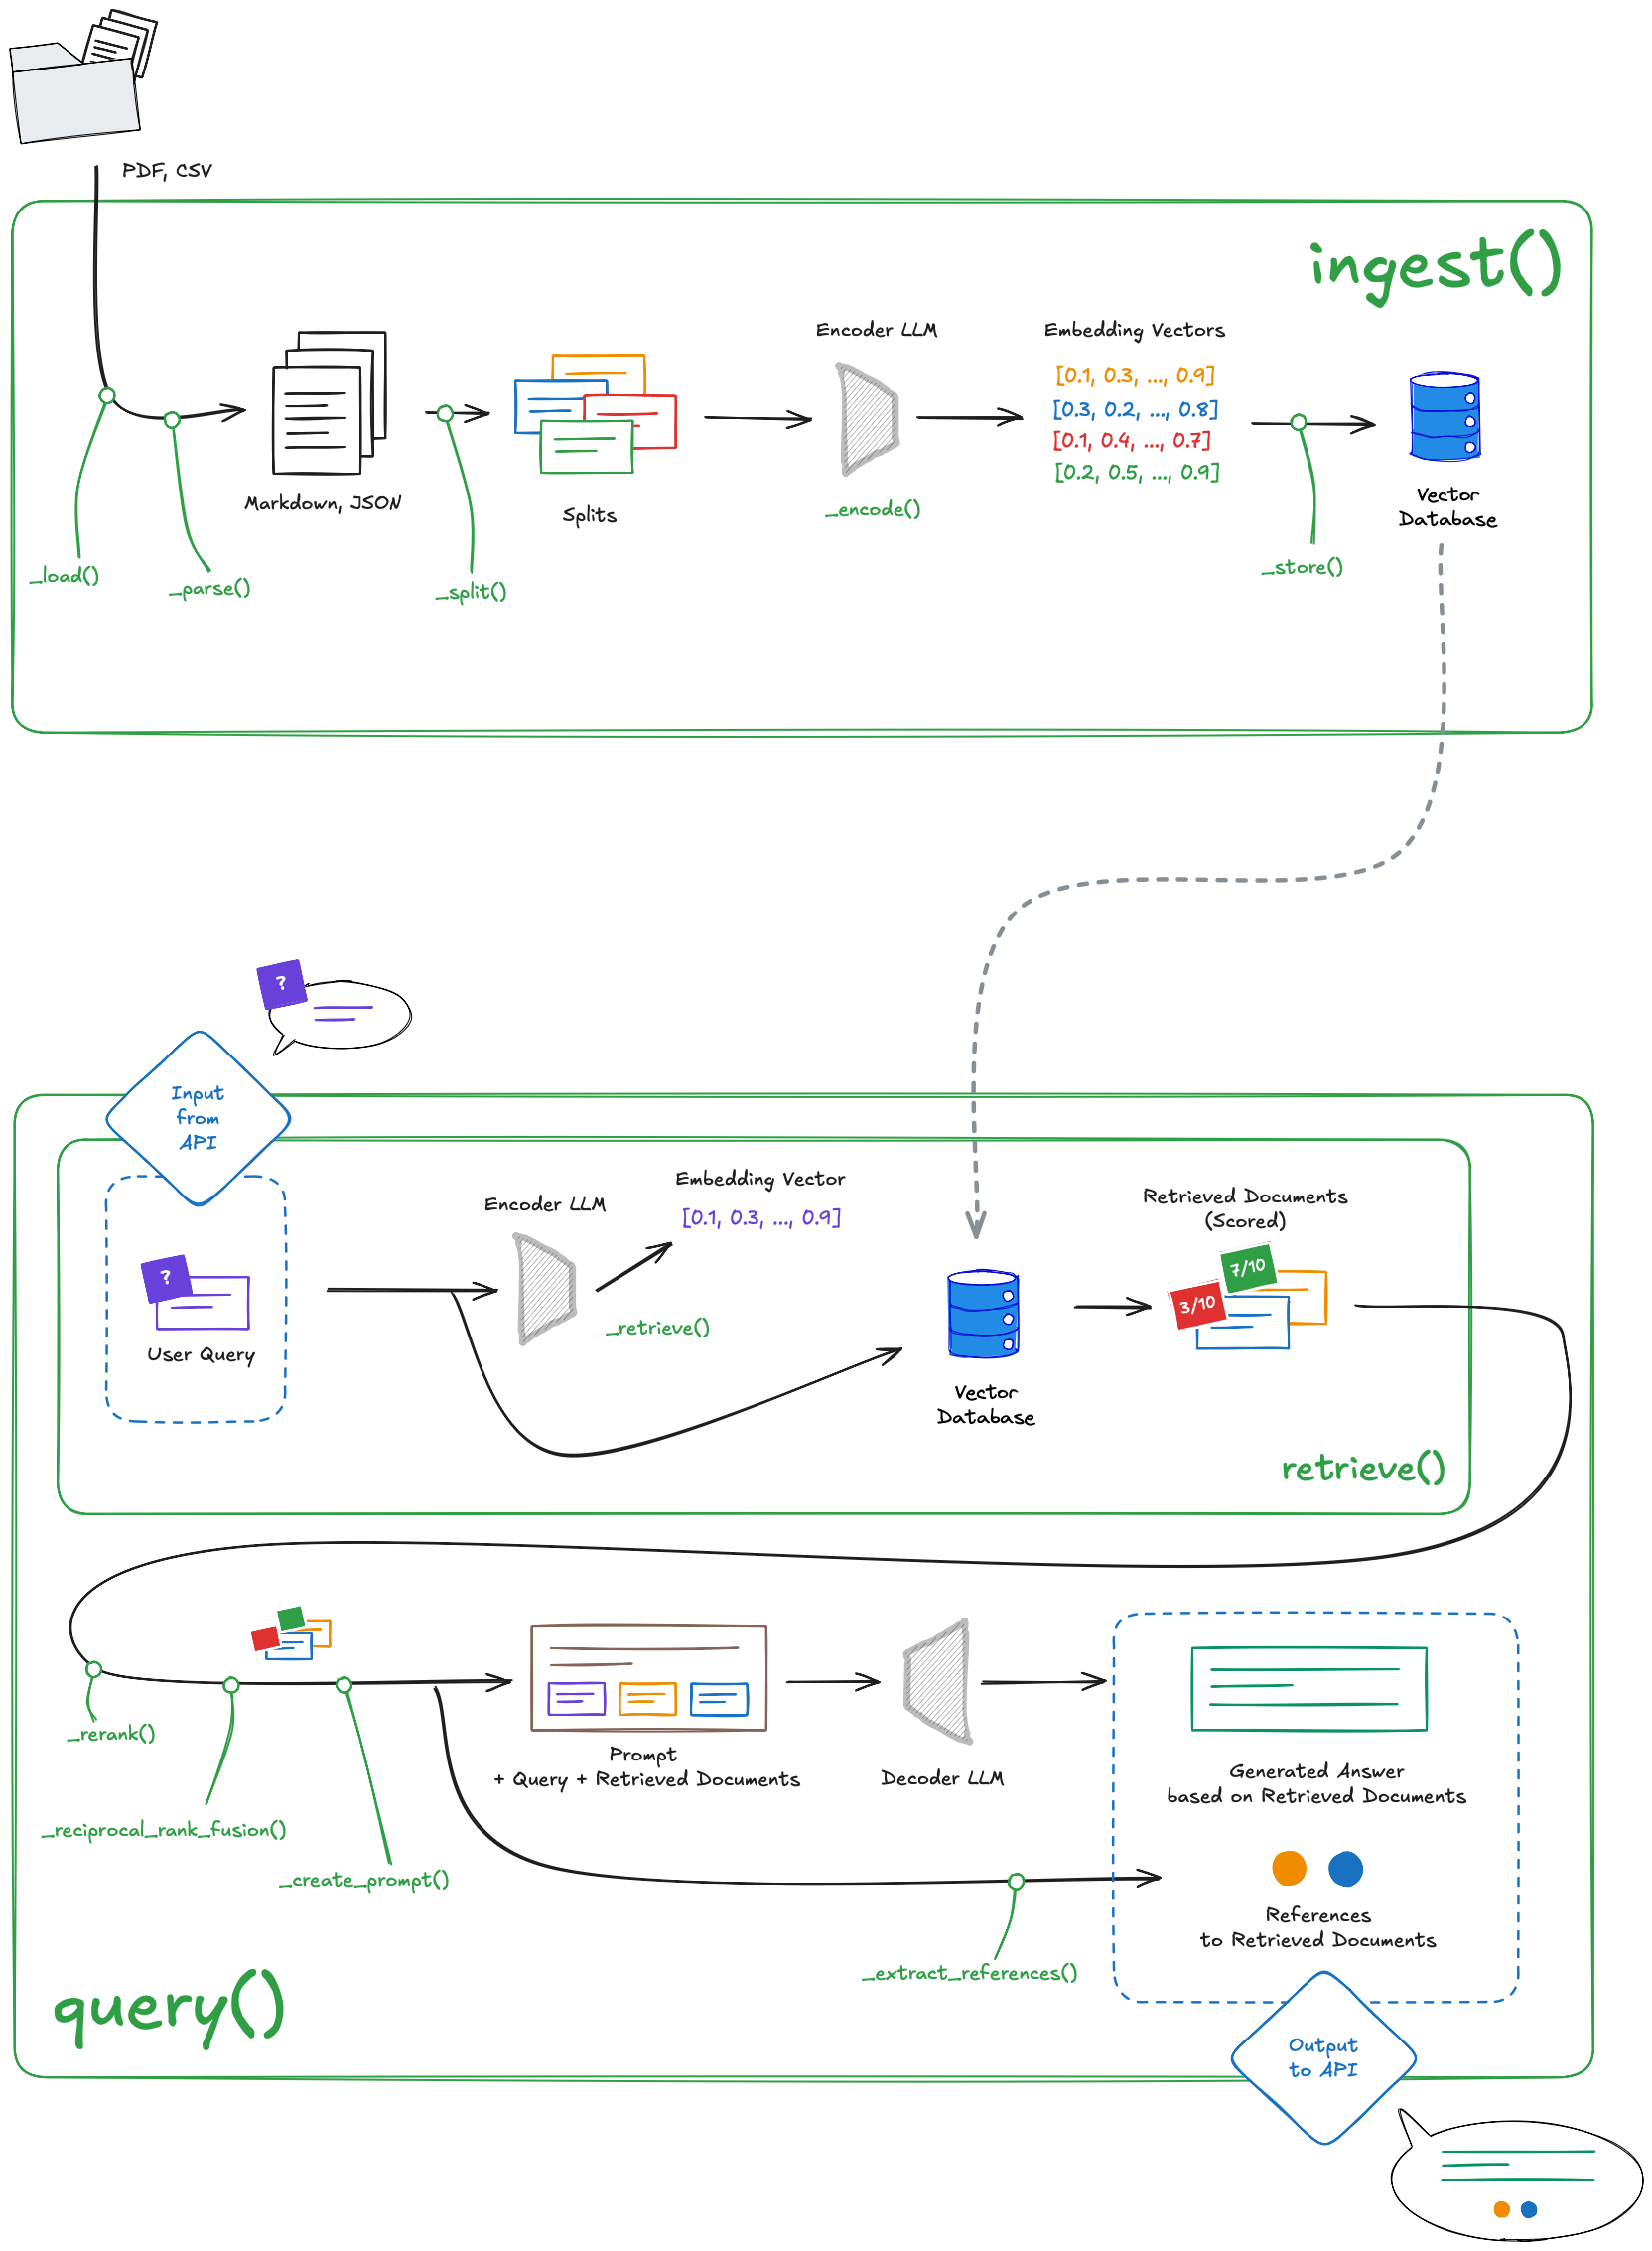 PDF, CSV
ingest()
Encoder LLM
Embedding Vectors
[0.1, 0.3, ..., 0.9]
[0.3, 0.2, ..., 0.8]
[0.1, 0.4, ..., 0.7]
[0.2, 0.5, ..., 0.9]
Markdown, JSON
Splits
_encode()
Vector
Database
_load()
_parse()
_split()
_store()
?
Input
from
API
Encoder LLM
Embedding Vector
[0.1, 0.3, ..., 0.9]
Retrieved Documents
(Scored)
?
7/10
3/10
User Query
_retrieve()
Vector
Database
retrieve()
_rerank()
_reciprocal_rank_fusion()
_create_prompt()
Prompt
+ Query + Retrieved Documents
Decoder LLM
Generated Answer
based on Retrieved Documents
References
to Retrieved Documents
_extract_references()
query()
Output
to API